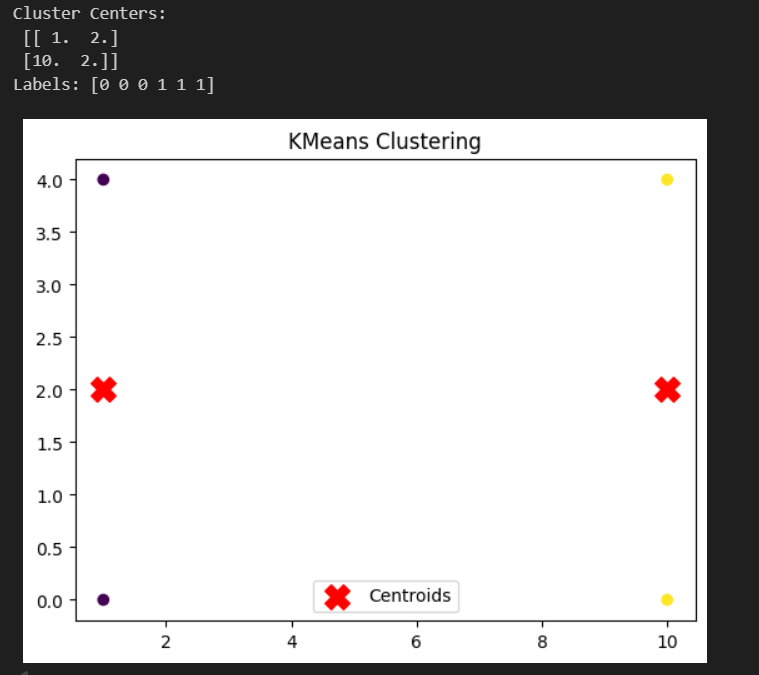 Cluster Centers:
[[ 1.  2.]
[10.  2.]]
Labels: [0 0 0 1 1 1]
KMeans Clustering
4.0
3.5
3.0
2.5
2.0
1.5
1.0
0.5
0.0
Centroids
2 4 6 8 10